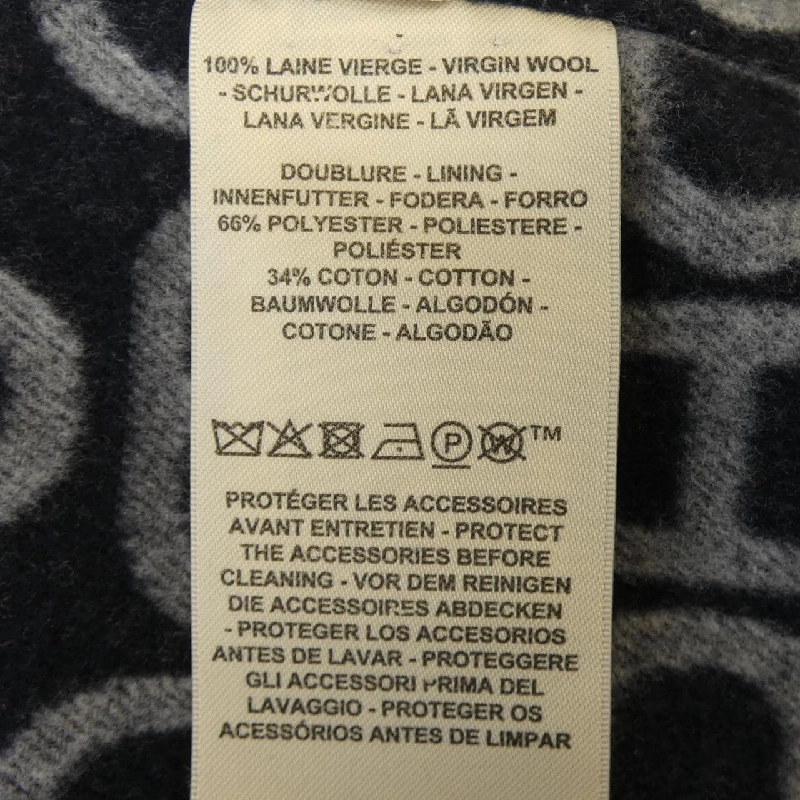 100% LAINE VIERGE - VIRGIN WOOL
- SCHURWOLLE - LANA VIRGEN -
LANA VERGINE - LÃ VIRGEM
DOUBLURE - LINING -
INNENFUTTER - FODERA - FORRO
66% POLYESTER - POLIESTERE -
POLIÉSTER
34% COTON - COTTON -
BAUMWOLLE - ALGODÓN -
COTONE - ALGODÃO
P W TM
PROTÉGER LES ACCESSOIRES
AVANT ENTRETIEN - PROTECT
THE ACCESSORIES BEFORE
CLEANING - VOR DEM REINIGEN
DIE ACCESSOIRES ABDECKEN
- PROTEGER LOS ACCESORIOS
ANTES DE LAVAR - PROTEGGERE
GLI ACCESSORI PRIMA DEL
LAVAGGIO - PROTEGER OS
ACESSÓRIOS ANTES DE LIMPAR